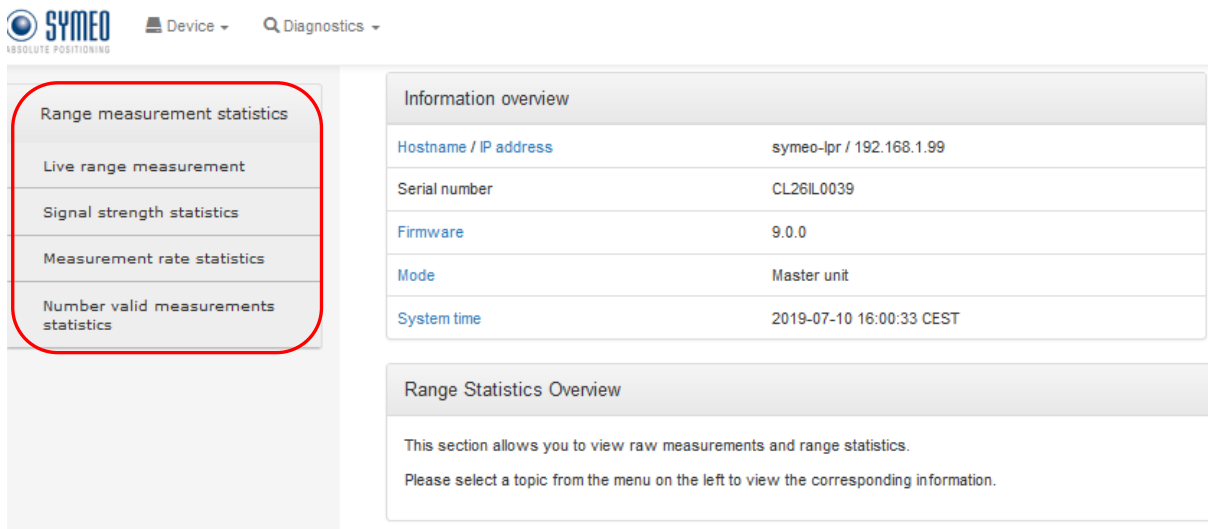 SYMEO
ABSOLUTE POSITIONING
Device
Diagnostics
Range measurement statistics
Live range measurement
Signal strength statistics
Measurement rate statistics
Number valid measurements
statistics
Information overview
Hostname / IP address symeo-lpr / 192.168.1.99
Serial number CL26IL0039
Firmware 9.0.0
Mode Master unit
System time 2019-07-10 16:00:33 CEST
Range Statistics Overview
This section allows you to view raw measurements and range statistics.
Please select a topic from the menu on the left to view the corresponding information.